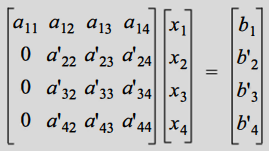 a11 a12 a13 a14 x1 b1
0 a'22 a'23 a'24 x2 = b'2
0 a'32 a'33 a'34 x3 b'3
0 a'42 a'43 a'44 x4 b'4